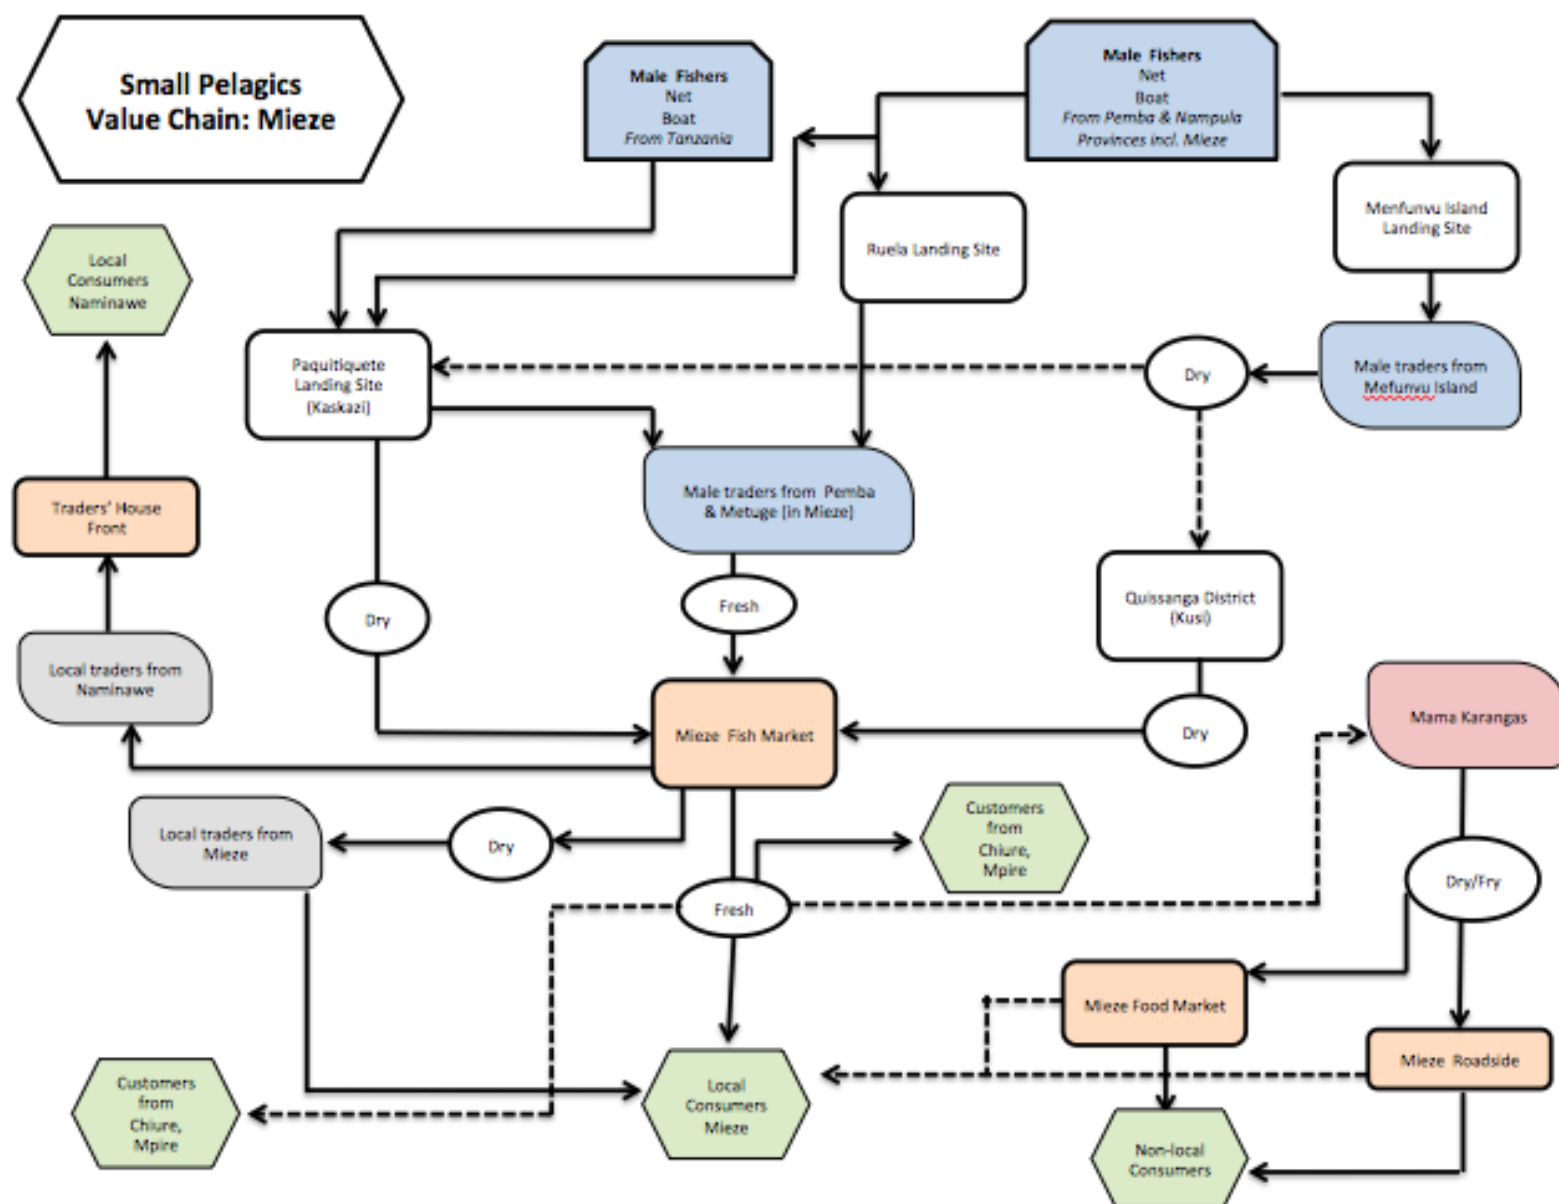 Small Pelagics
Value Chain: Mieze
Male Fishers
Net
Boat
From Tanzania
Male Fishers
Net
Boat
From Pemba & Nampula
Provinces incl. Mieze
Menfunvu Island
Landing Site
Ruela Landing Site
Local
Consumers
Naminawe
Paquitiquete
Landing Site
(Kaskazi)
Dry
Male traders from
Mefunvu Island
Traders' House
Front
Male traders from Pemba
& Metuge (in Mieze)
Quissanga District
(Kusi)
Dry
Fresh
Local traders from
Naminawe
Mieze Fish Market
Dry
Mama Karangas
Local traders from
Mieze
Dry
Customers
from
Chiure,
Mpire
Dry/Fry
Fresh
Mieze Food Market
Mieze Roadside
Customers
from
Chiure,
Mpire
Local
Consumers
Mieze
Non-local
Consumers